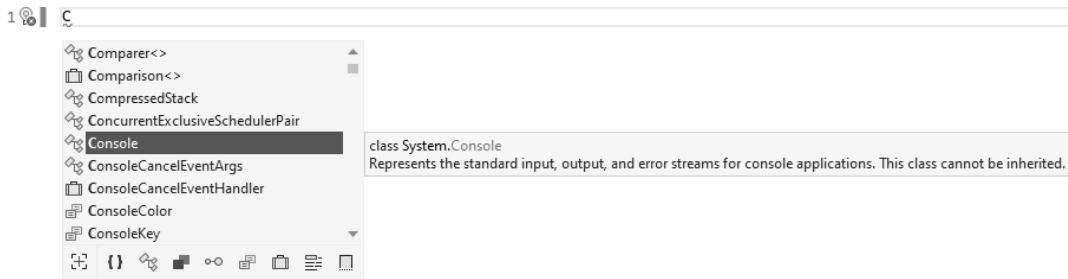 1 C
Comparer<>
Comparison<>
CompressedStack
ConcurrentExclusiveSchedulerPair
Console
class System.Console
Represents the standard input, output, and error streams for console applications. This class cannot be inherited.
ConsoleCancelEventArgs
ConsoleCancelEventHandler
ConsoleColor
ConsoleKey